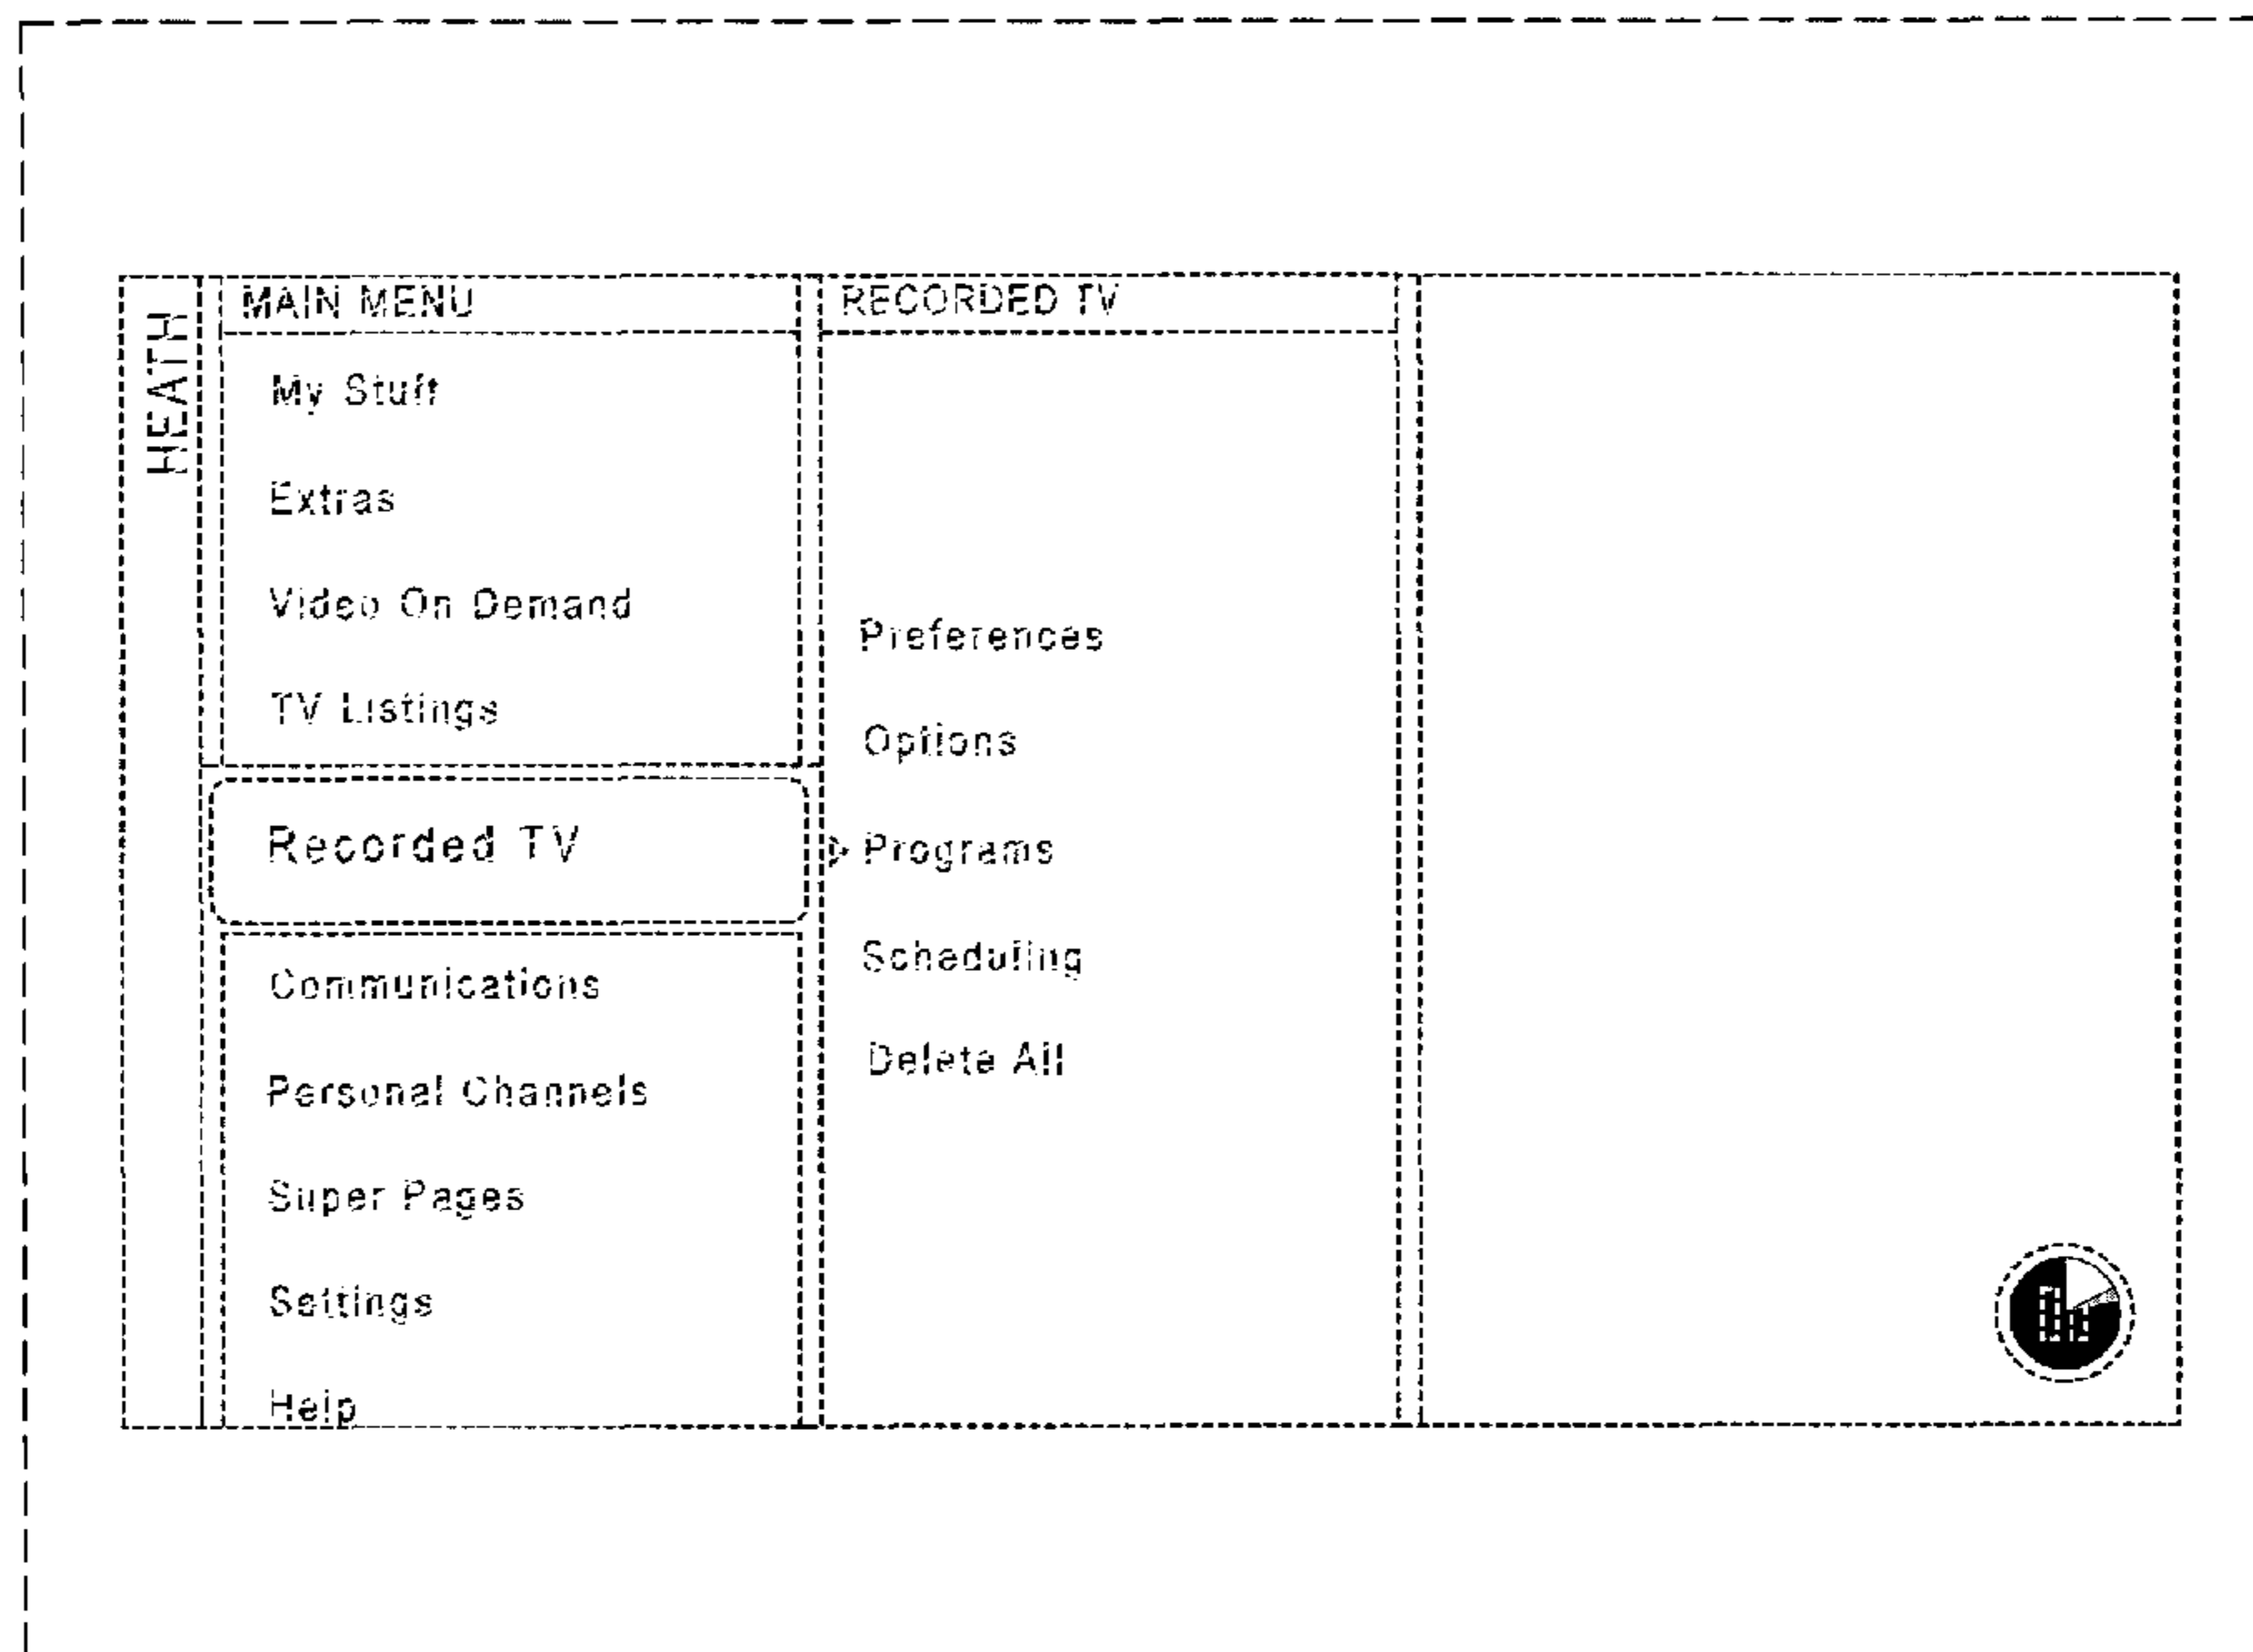 HEATH
MAIN MENU
My Stuff
Extras
Video On Demand
TV Listings
Recorded TV
Communications
Personal Channels
Super Pages
Settings
Help
RECORDED TV
Preferences
Options
Programs
Scheduling
Delete All